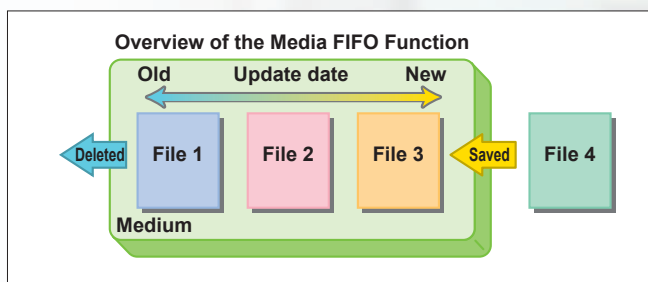 Overview of the Media FIFO Function
Old Update date New
Deleted File 1 File 2 File 3 Saved File 4
Medium